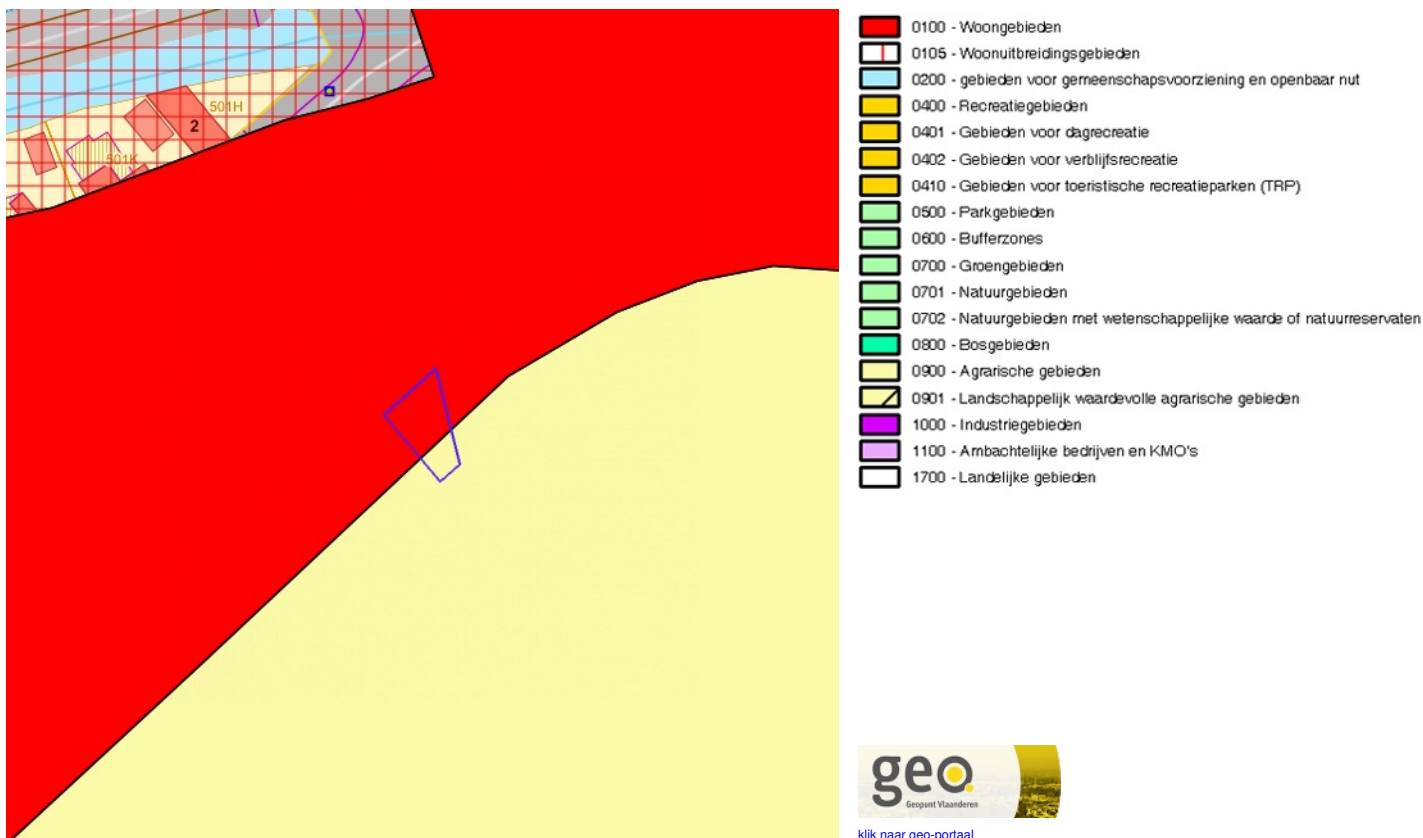 501H
2
501K
0100 - Woongebieden
0105 - Woonuitbreidingsgebieden
0200 - gebieden voor gemeenschapsvoorziening en openbaar nut
0400 - Recreatiegebieden
0401 - Gebieden voor dagrecreatie
0402 - Gebieden voor verblijfsrecreatie
0410 - Gebieden voor toeristische recreatieparken (TRP)
0500 - Parkgebieden
0600 - Bufferzones
0700 - Groengebieden
0701 - Natuurgebieden
0702 - Natuurgebieden met wetenschappelijke waarde of natuurreservaten
0800 - Bosgebieden
0900 - Agrarische gebieden
0901 - Landschappelijk waardevolle agrarische gebieden
1000 - Industriegebieden
1100 - Ambachtelijke bedrijven en KMO's
1700 - Landelijke gebieden
geo.
Geopunt Vlaanderen
klik naar geo-portaal